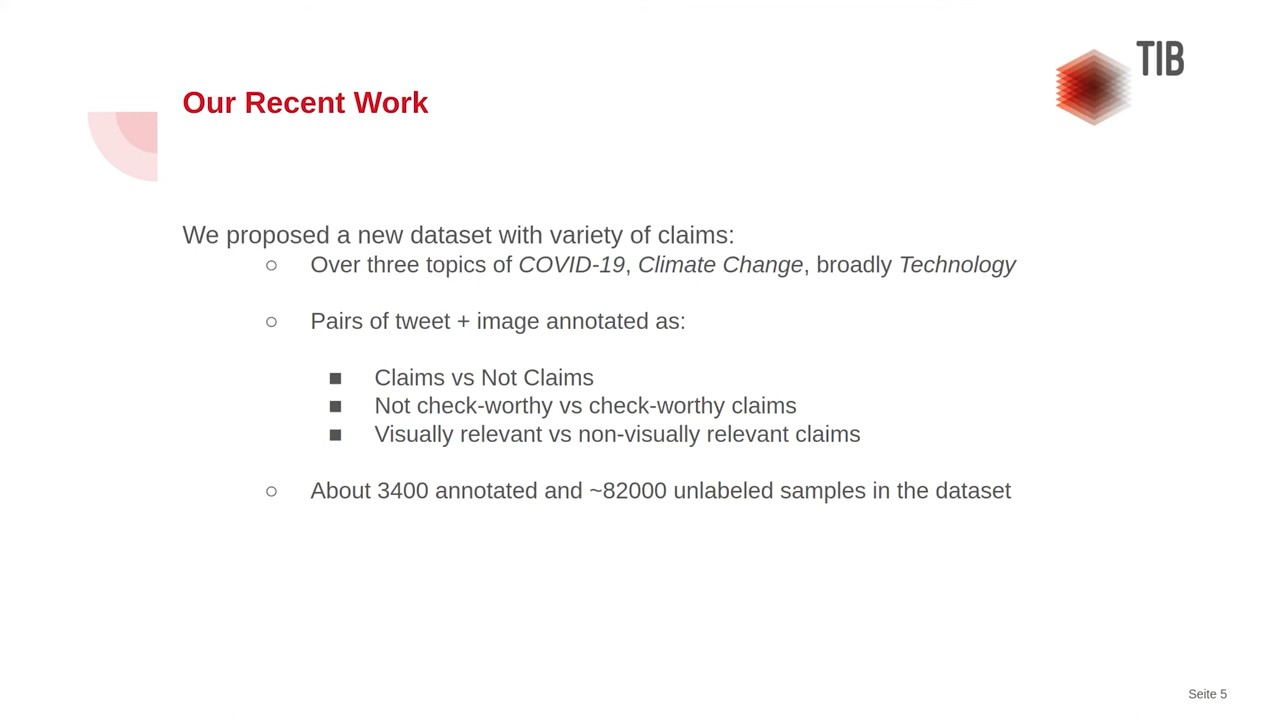 TIB
Our Recent Work
We proposed a new dataset with variety of claims:
○ Over three topics of COVID-19, Climate Change, broadly Technology
○ Pairs of tweet + image annotated as:
■ Claims vs Not Claims
■ Not check-worthy vs check-worthy claims
■ Visually relevant vs non-visually relevant claims
○ About 3400 annotated and ~82000 unlabeled samples in the dataset
Seite 5